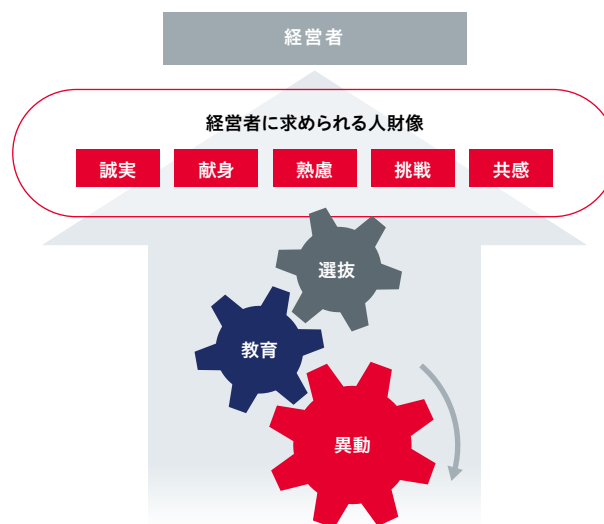 経営者
経営者に求められる人財像
誠実
献身
熟慮
挑戦
共感
選抜
教育
異動